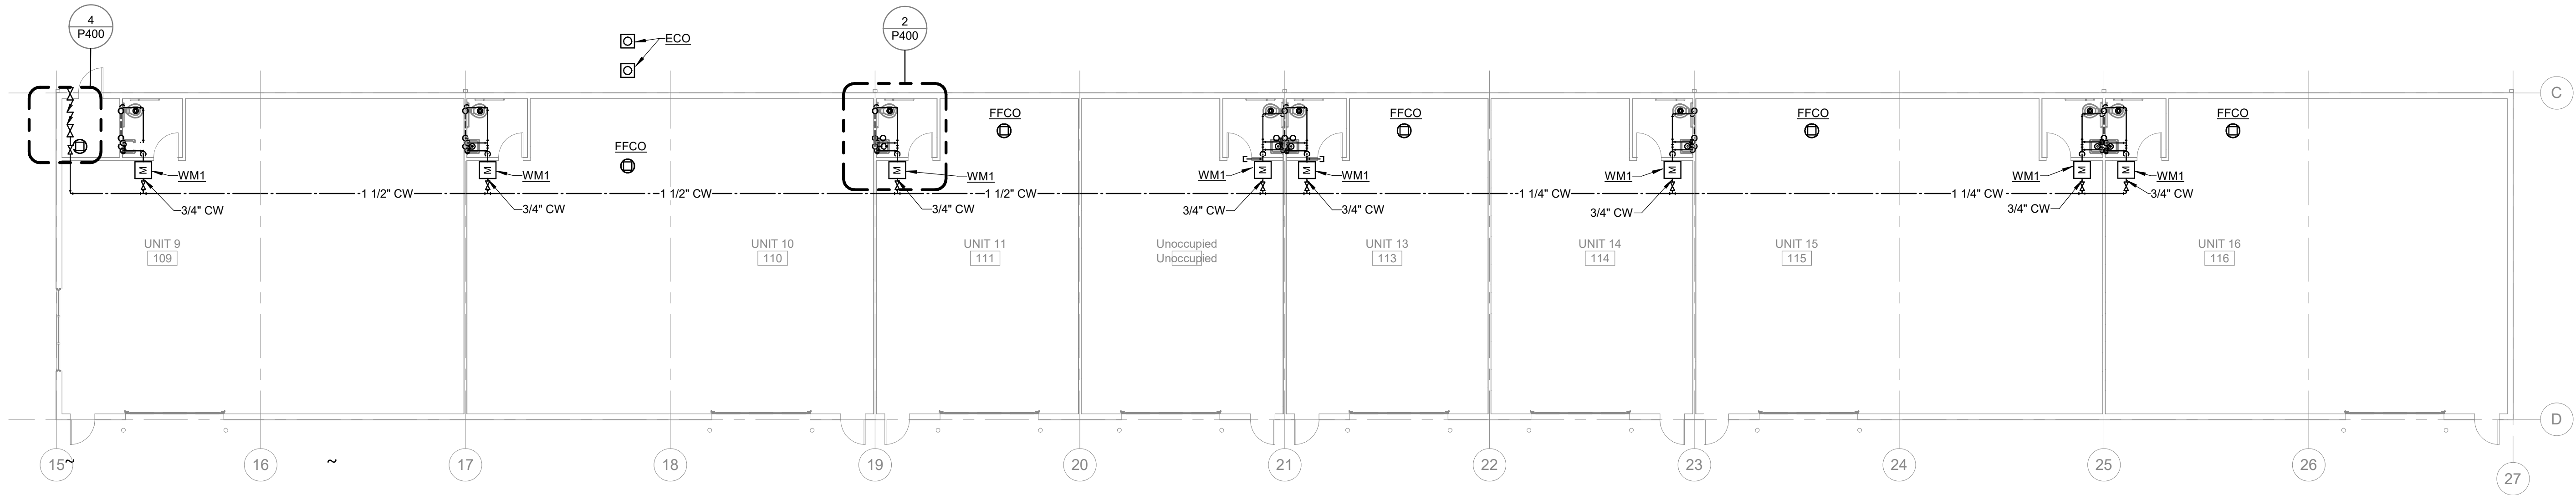 4
P400
2
P400
ECO
C
FFCO
FFCO
FFCO
FFCO
FFCO
M
WM1
M
WM1
M
WM1
WM1
M
M
WM1
WM1
M
WM1
M
M
WM1
1 1/2" CW
1 1/2" CW
1 1/2" CW
1 1/4" CW
1 1/4" CW
3/4" CW
3/4" CW
3/4" CW
3/4" CW
3/4" CW
3/4" CW
3/4" CW
3/4" CW
UNIT 9
109
UNIT 10
110
UNIT 11
111
Unoccupied
Unoccupied
UNIT 13
113
UNIT 14
114
UNIT 15
115
UNIT 16
116
D
15~
~
16
17
18
19
20
21
22
23
24
25
26
27